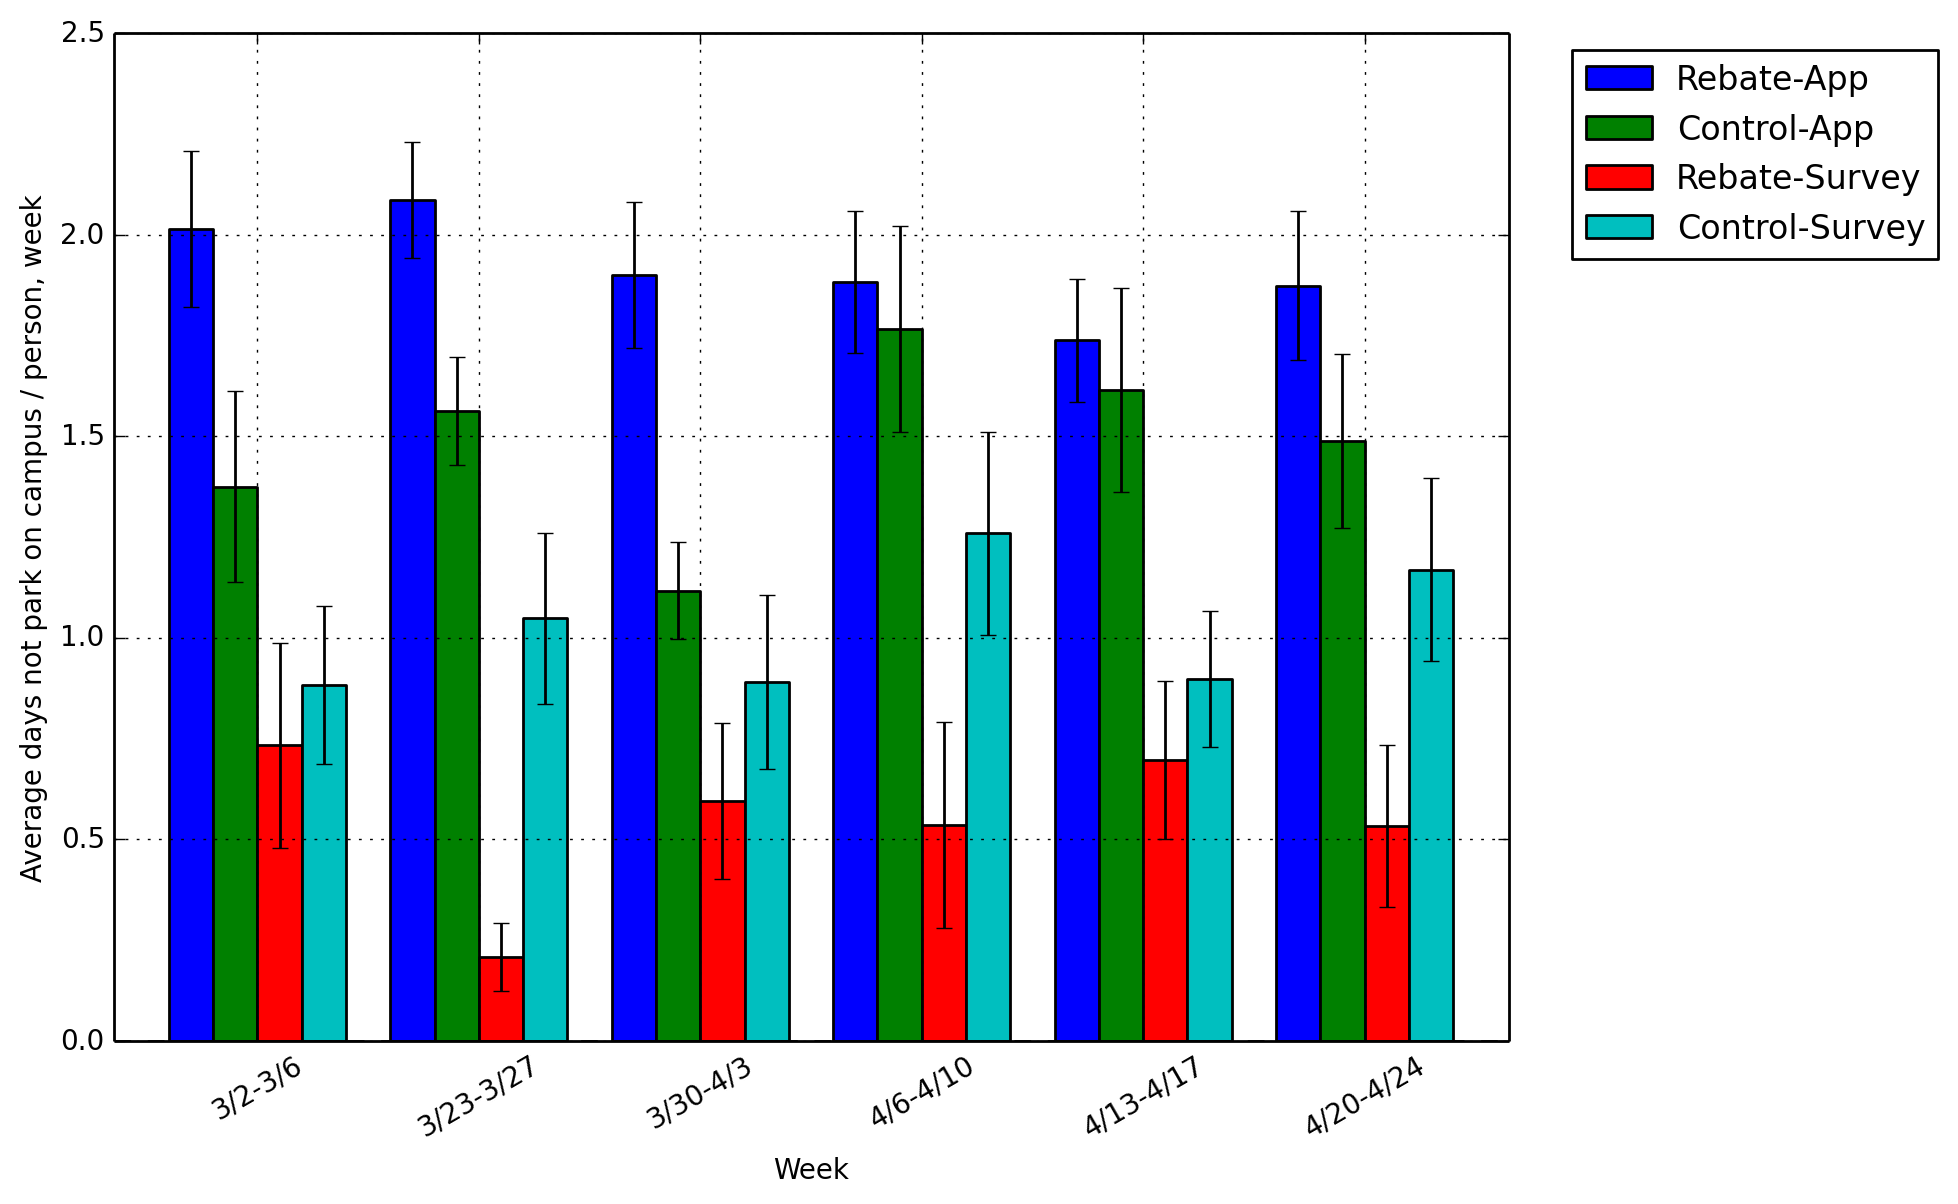 2.5
2.0
1.5
1.0
0.5
0.0
Average days not park on campus / person, week
3/2-3/6
3/23-3/27
3/30-4/3
4/6-4/10
4/13-4/17
4/20-4/24
Week
Rebate-App
Control-App
Rebate-Survey
Control-Survey